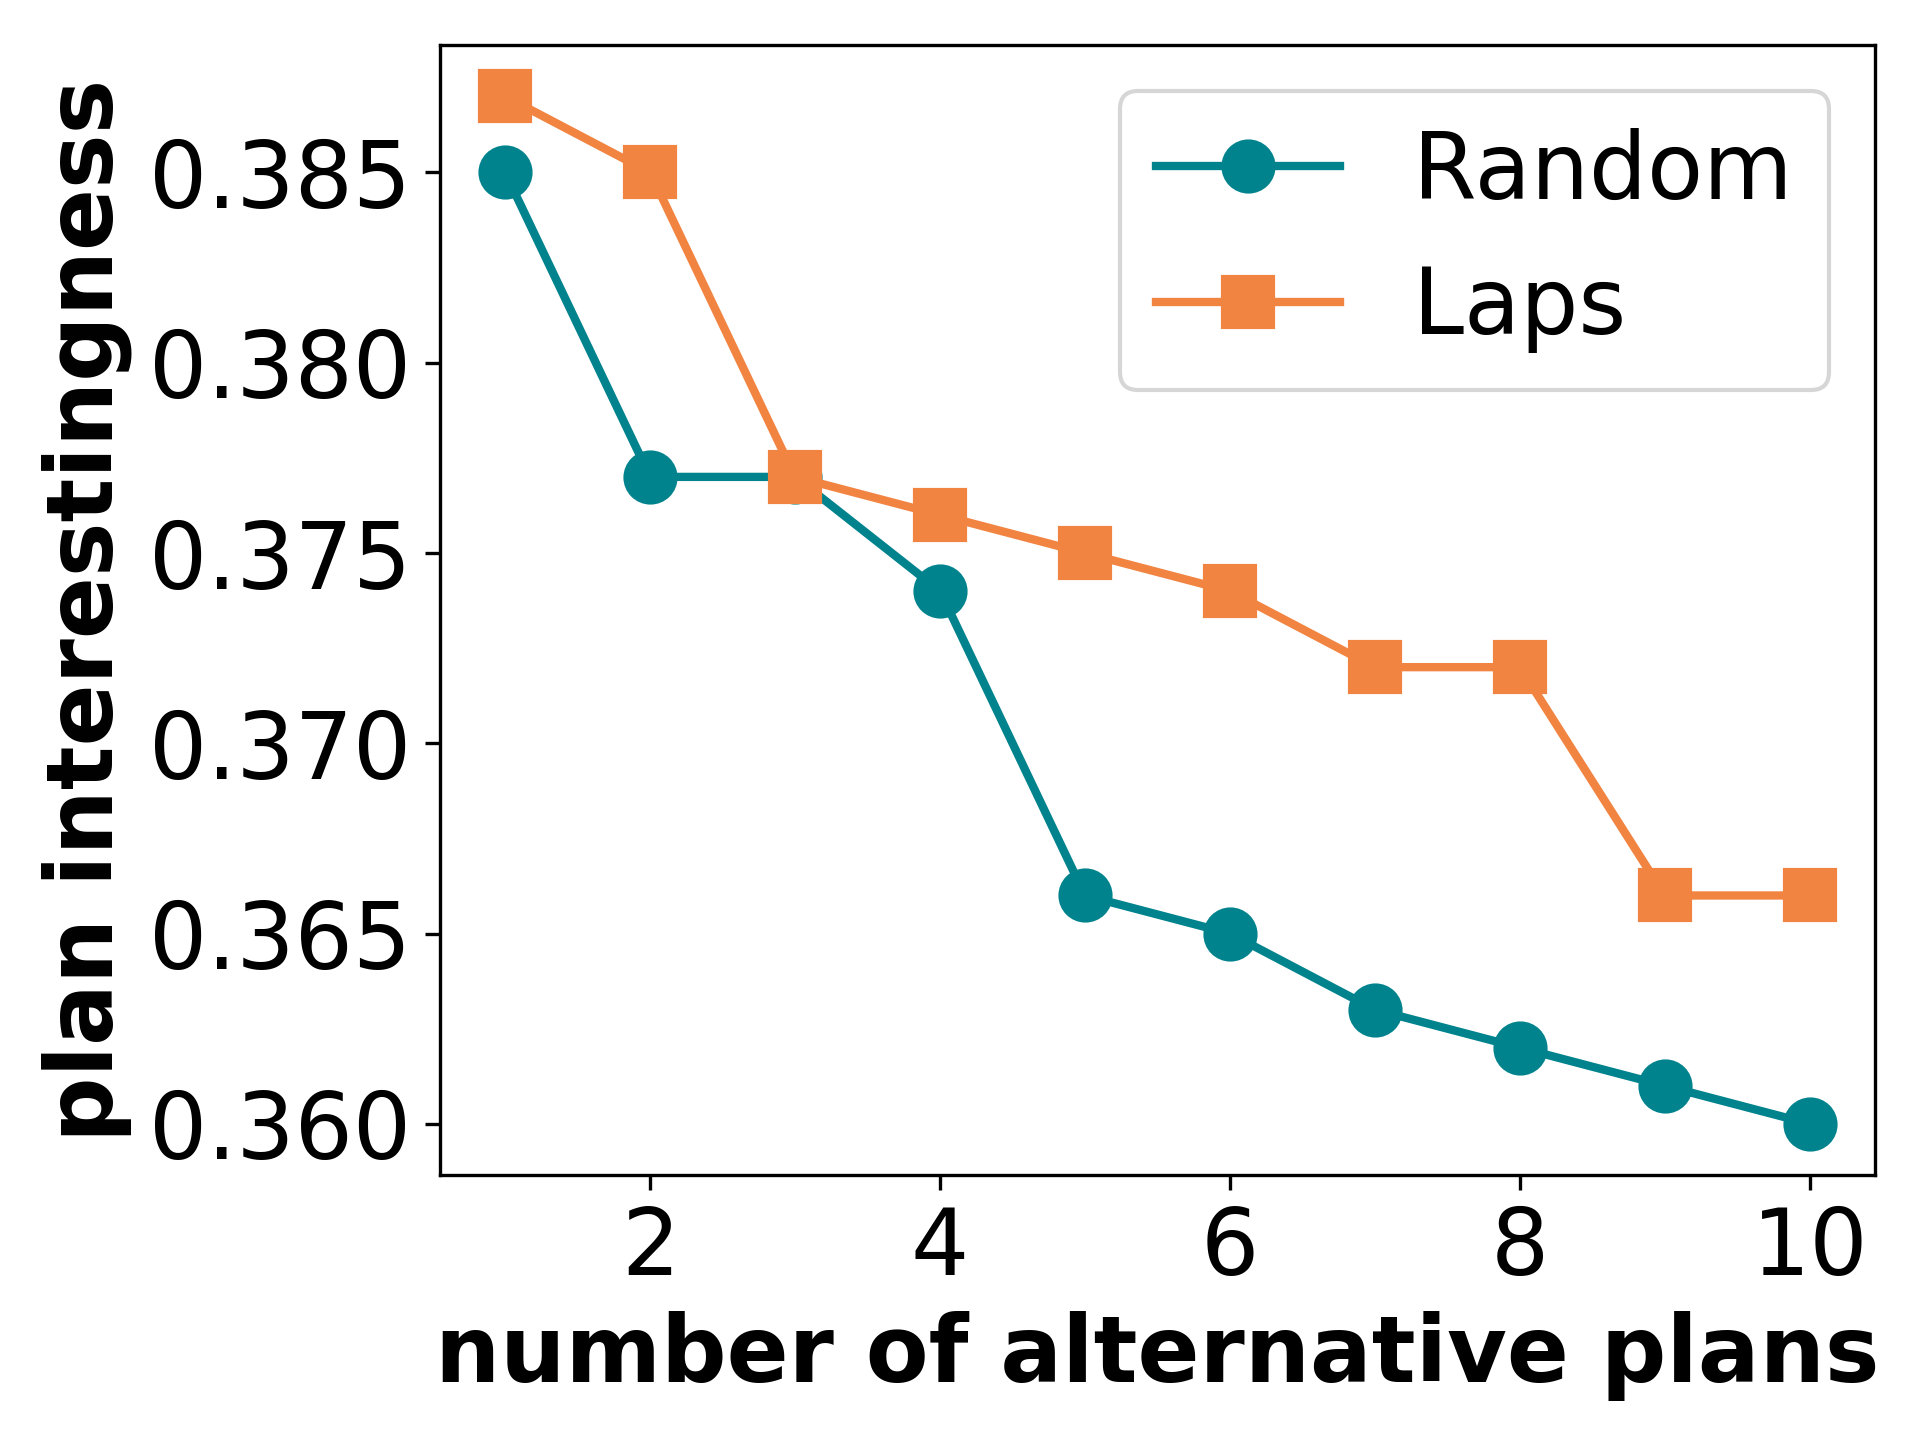 plan interestingness
0.385
0.380
0.375
0.370
0.365
0.360
Random
Laps
2 4 6 8 10
number of alternative plans